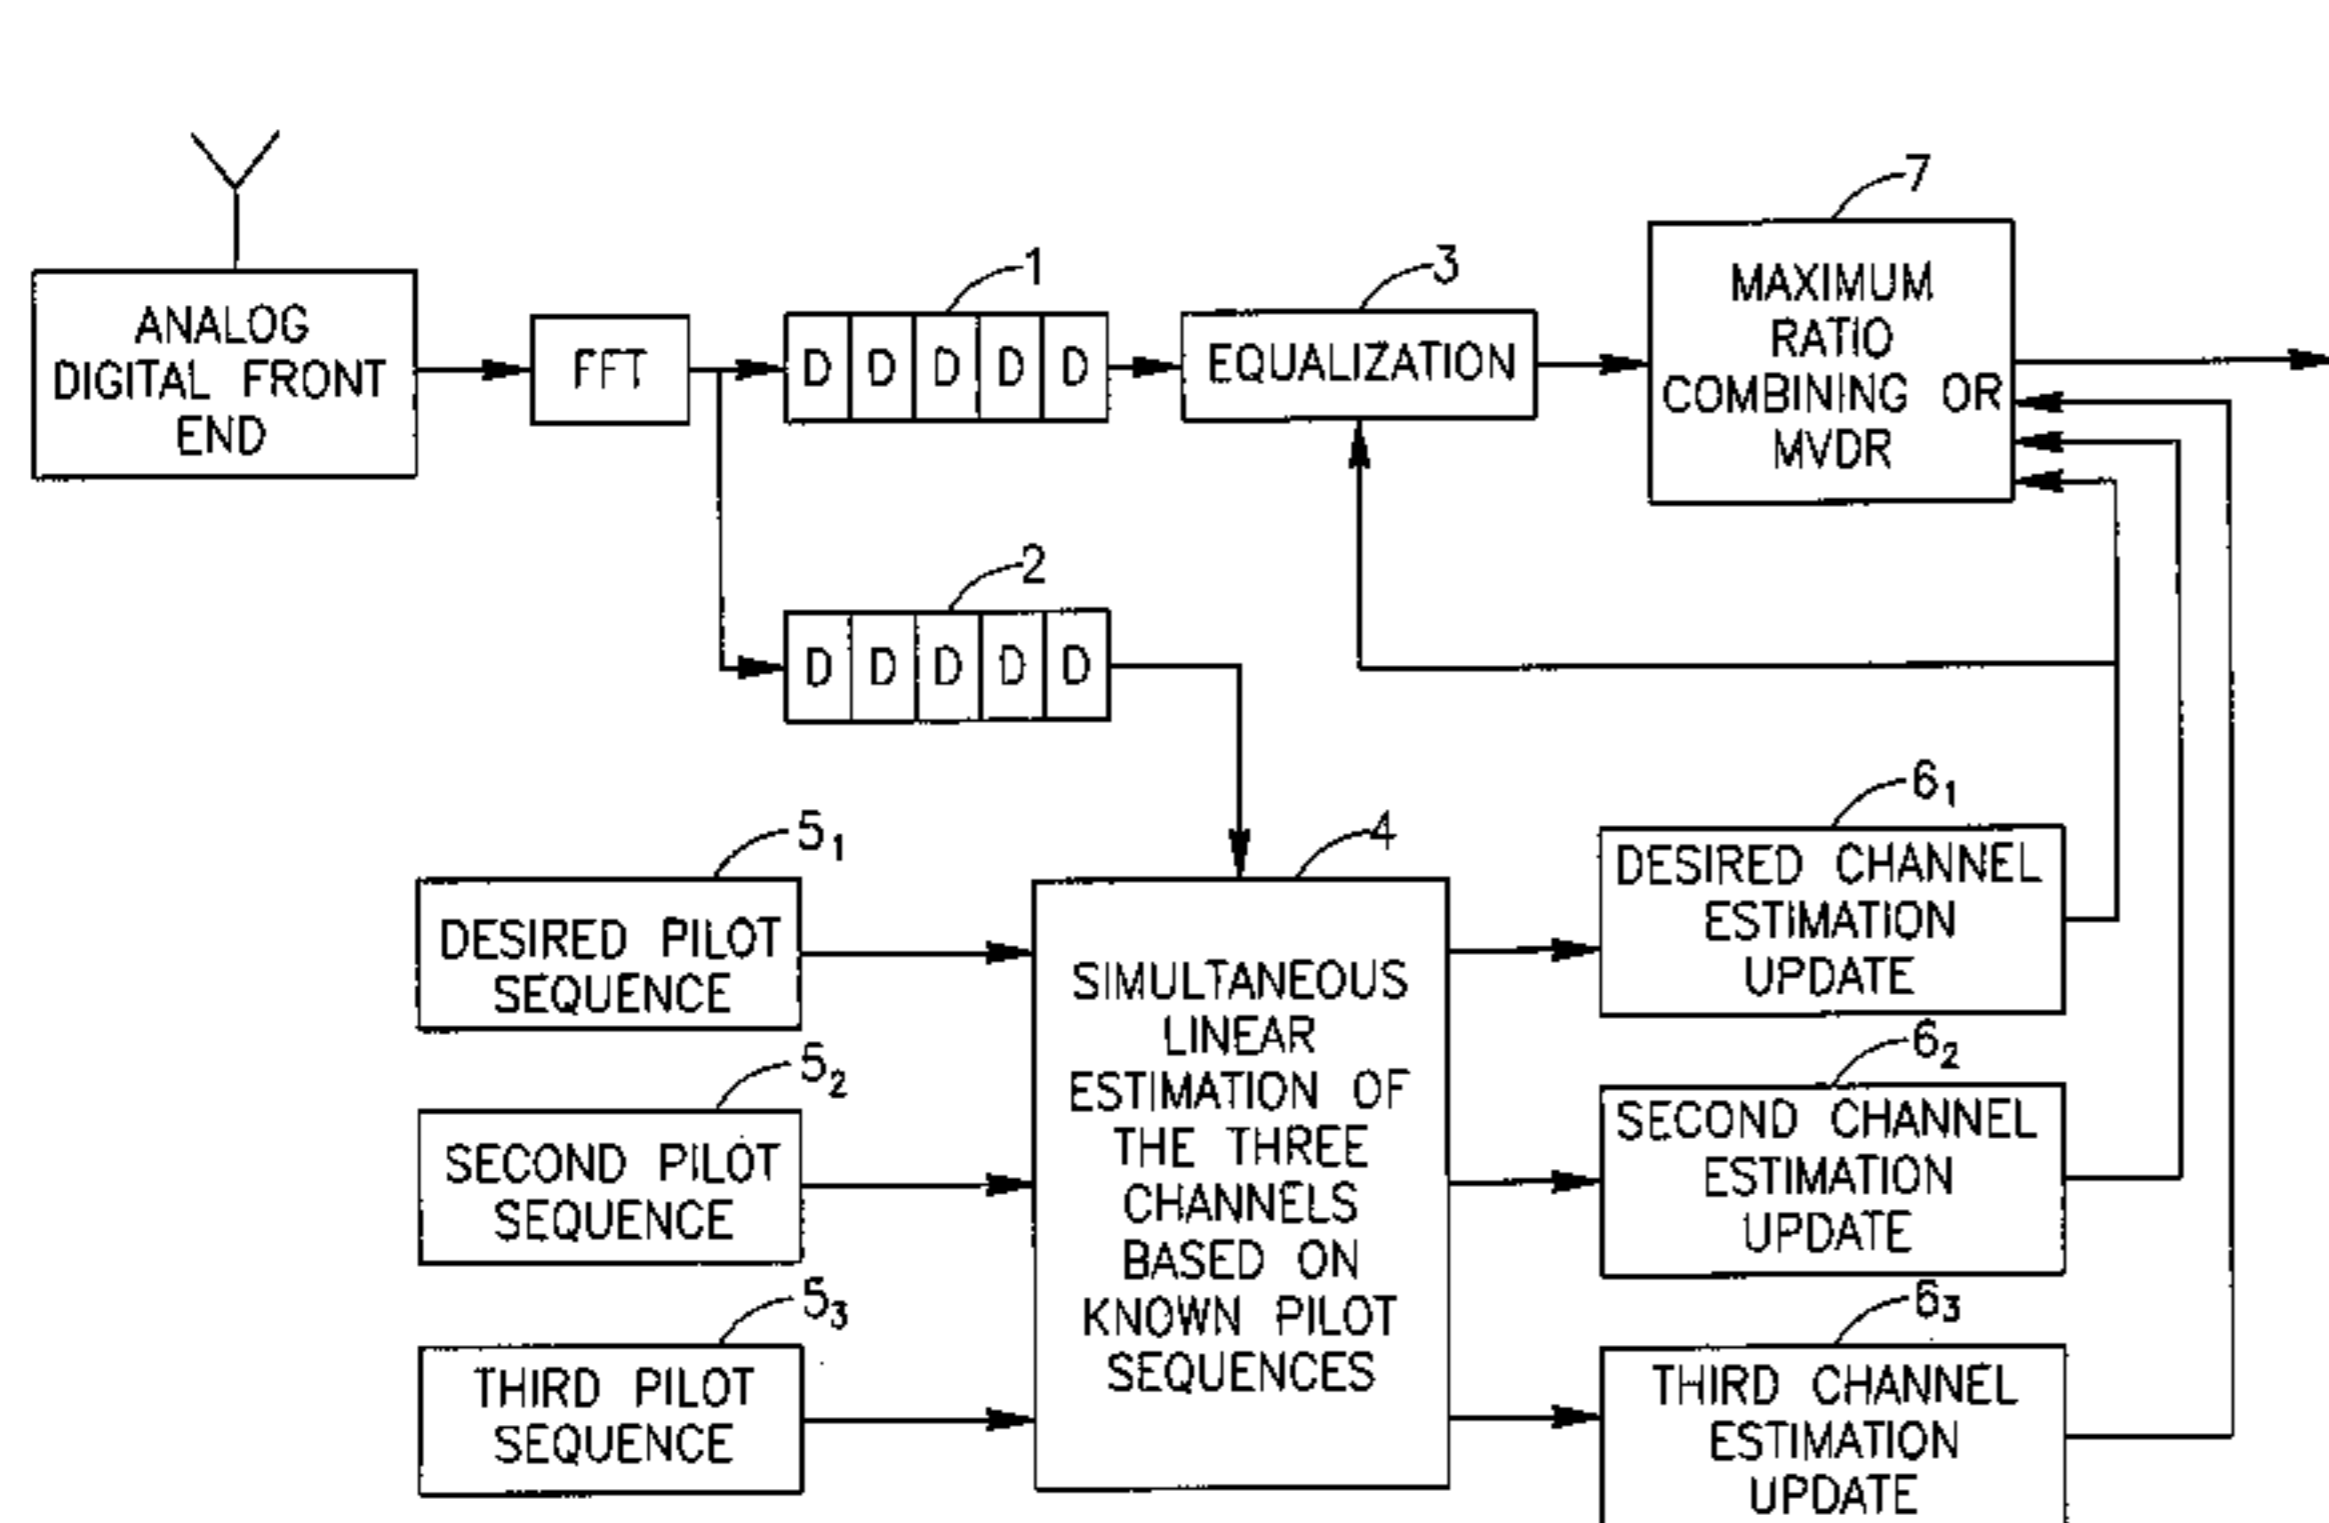 7
MAXIMUM
RATIO
COMBINING OR
MVDR
1
3
ANALOG
DIGITAL FRONT
END
FFT
D D D D D
EQUALIZATION
2
D D D D D
5₁
DESIRED PILOT
SEQUENCE
5₂
SECOND PILOT
SEQUENCE
5₃
THIRD PILOT
SEQUENCE
4
SIMULTANEOUS
LINEAR
ESTIMATION OF
THE THREE
CHANNELS
BASED ON
KNOWN PILOT
SEQUENCES
6₁
DESIRED CHANNEL
ESTIMATION
UPDATE
6₂
SECOND CHANNEL
ESTIMATION
UPDATE
6₃
THIRD CHANNEL
ESTIMATION
UPDATE